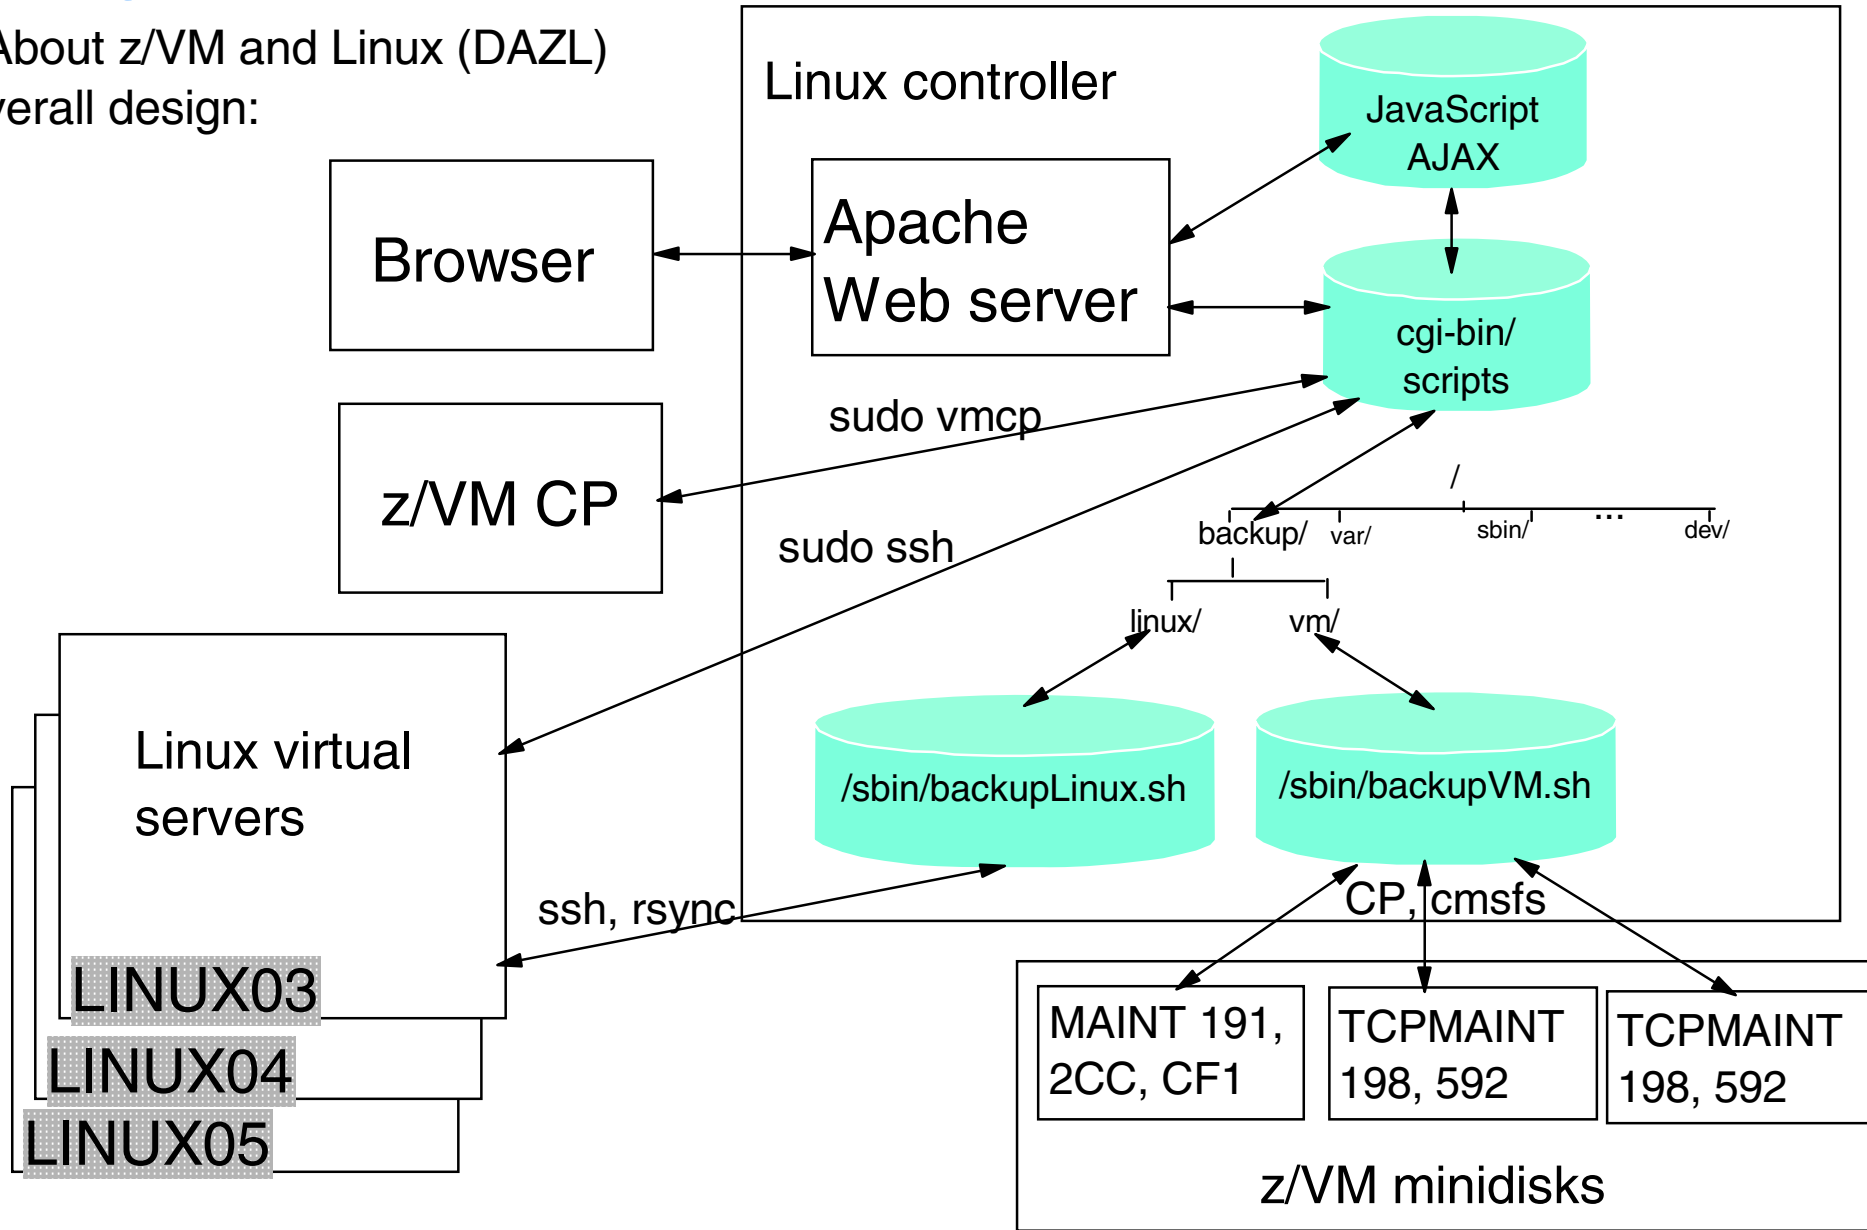 About z/VM and Linux (DAZL)
verall design:
Linux controller
JavaScript
AJAX
Browser
Apache
Web server
cgi-bin/
scripts
sudo vmcp
z/VM CP
/
backup/ var/ sbin/ ... dev/
sudo ssh
linux/ vm/
Linux virtual
servers
/sbin/backupLinux.sh
/sbin/backupVM.sh
ssh, rsync
CP, cmsfs
LINUX03
LINUX04
LINUX05
MAINT 191,
2CC, CF1
TCPMAINT
198, 592
TCPMAINT
198, 592
z/VM minidisks